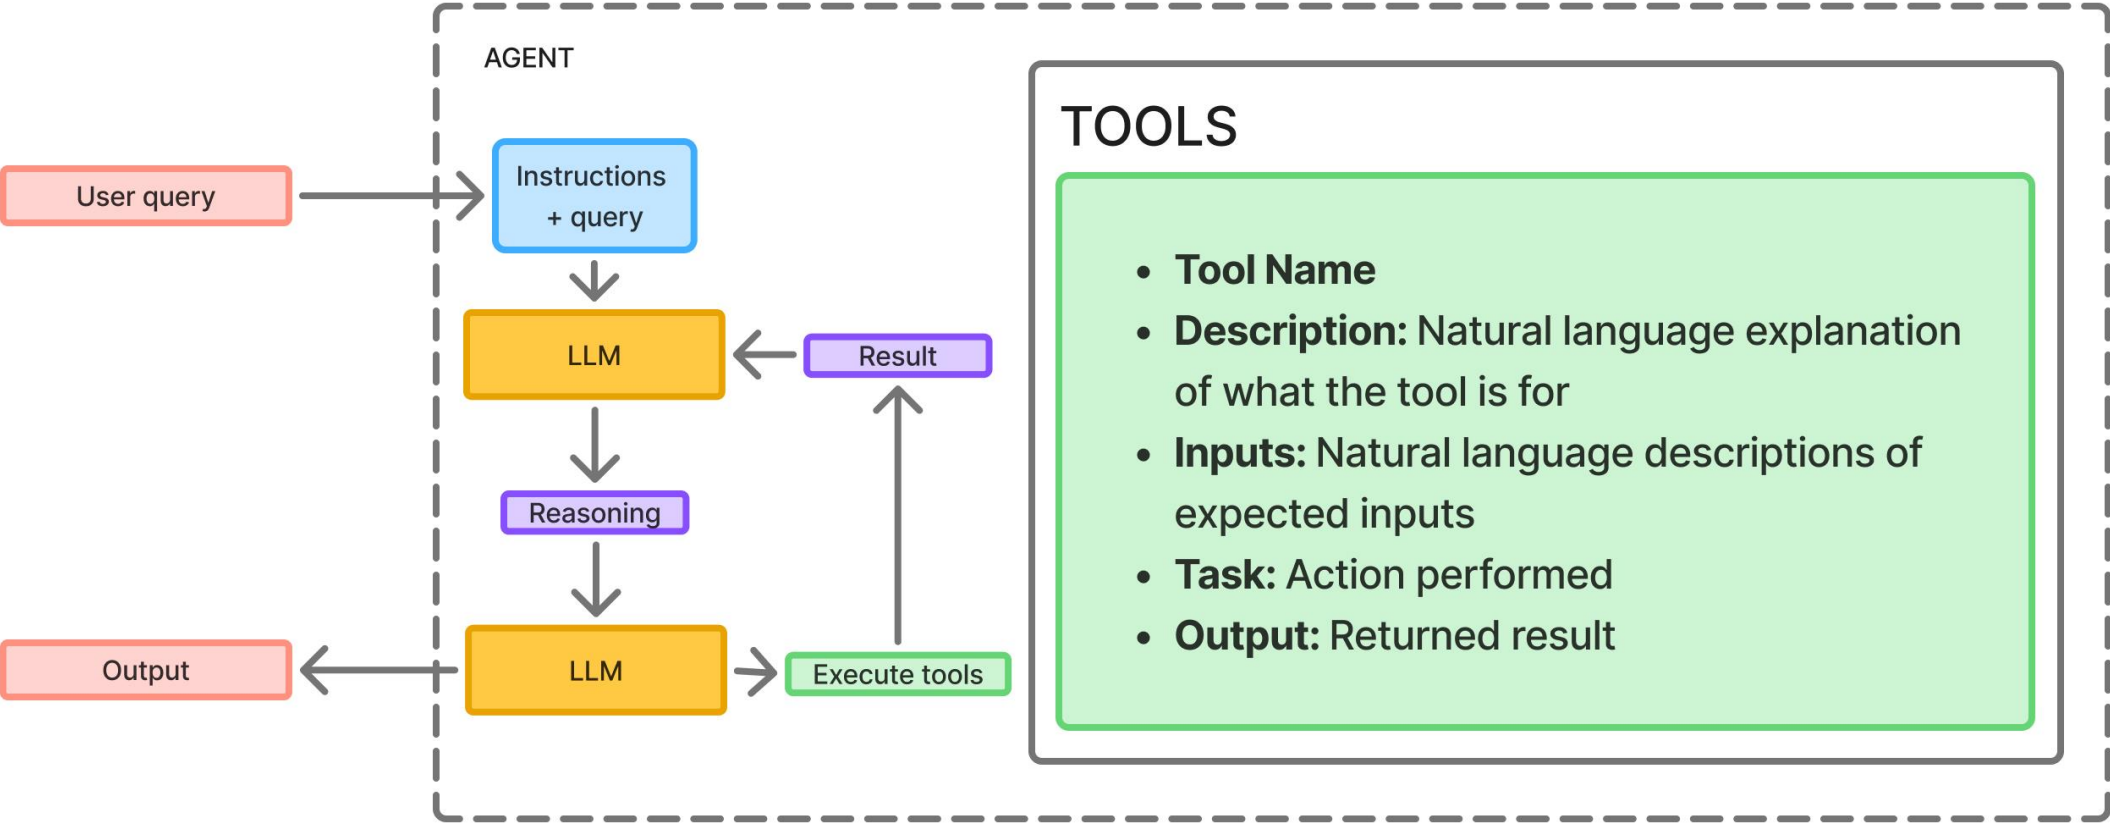 AGENT
User query
Instructions
+ query
LLM
Result
Reasoning
LLM
Execute tools
Output
TOOLS
• Tool Name
• Description: Natural language explanation
of what the tool is for
• Inputs: Natural language descriptions of
expected inputs
• Task: Action performed
• Output: Returned result